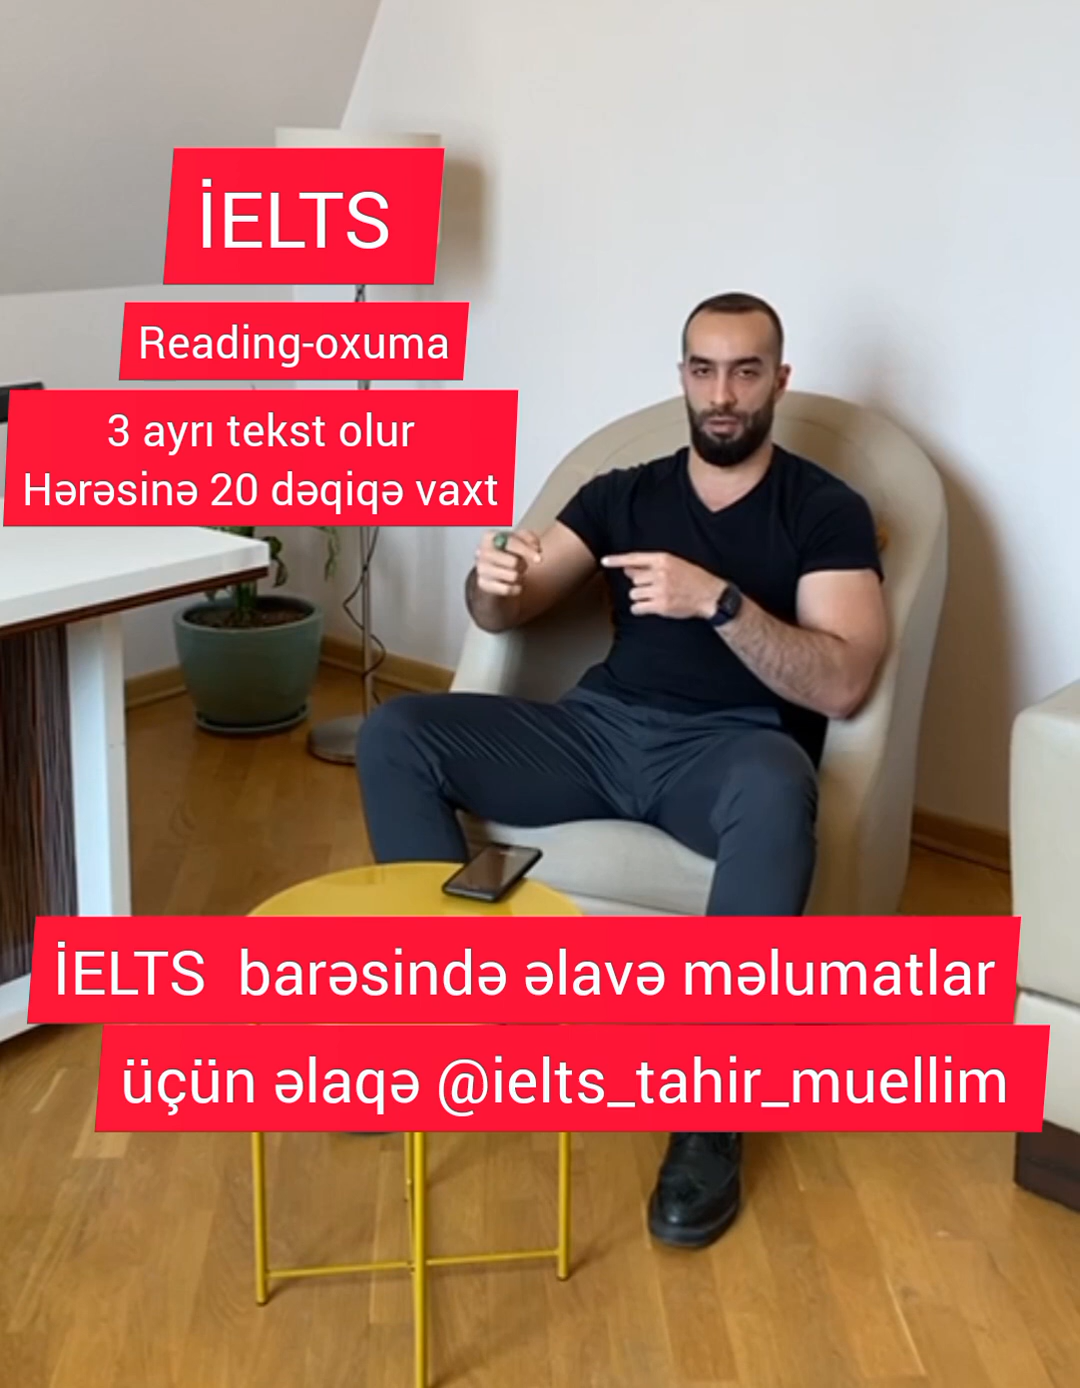 İELTS
Reading-oxuma
3 ayrı tekst olur
Hərəsinə 20 dəqiqə vaxt
İELTS barəsində əlavə məlumatlar
üçün əlaqə @ielts_tahir_muellim